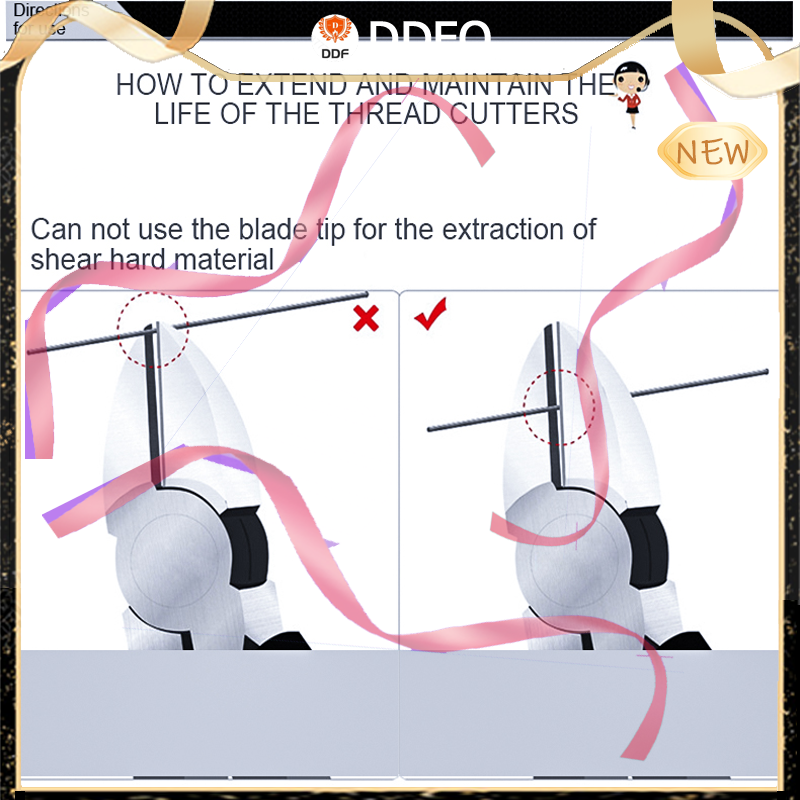 Directions
for use
DDF
DDFO
HOW TO EXTEND AND MAINTAIN THE
LIFE OF THE THREAD CUTTERS
NEW
Can not use the blade tip for the extraction of
shear hard material